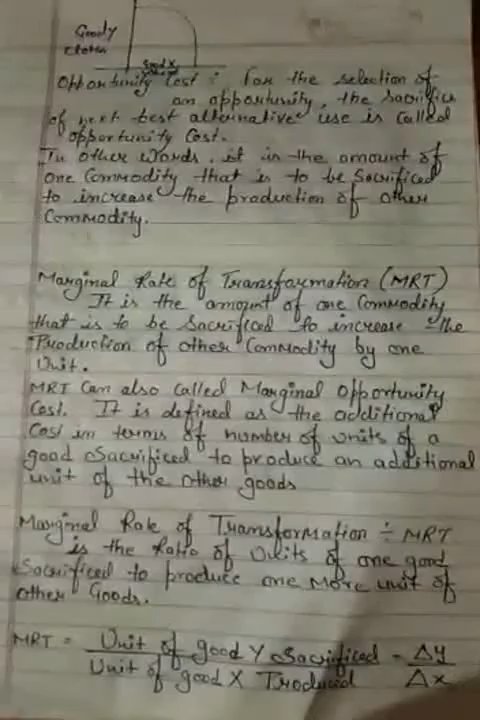 Goody
Good X
Opportunity Cost : for the selection of
an opportunity, the sacrifice
of next best alternative use is called
opportunity Cost.
In other words, it is the amount of
one Commodity that is to be Sacrificed
to increase the production of other
Commodity.
Marginal Rate of Transformation (MRT)
It is the amount of one Commodity
that is to be Sacrificed to increase the
Production of other Commodity by one
Unit.
MRT Can also called Marginal Opportunity
Cost. It is defined as the additional
Cost in terms of number of units of a
good Sacrificed to produce an additional
unit of the other goods
Marginal Rate of Transformation ÷ MRT
is the Ratio of Units of one good
Sacrificed to produce one More unit of
other Goods.
MRT = Unit of good Y Sacrificed = Δy
Unit of good X Troduced Δx